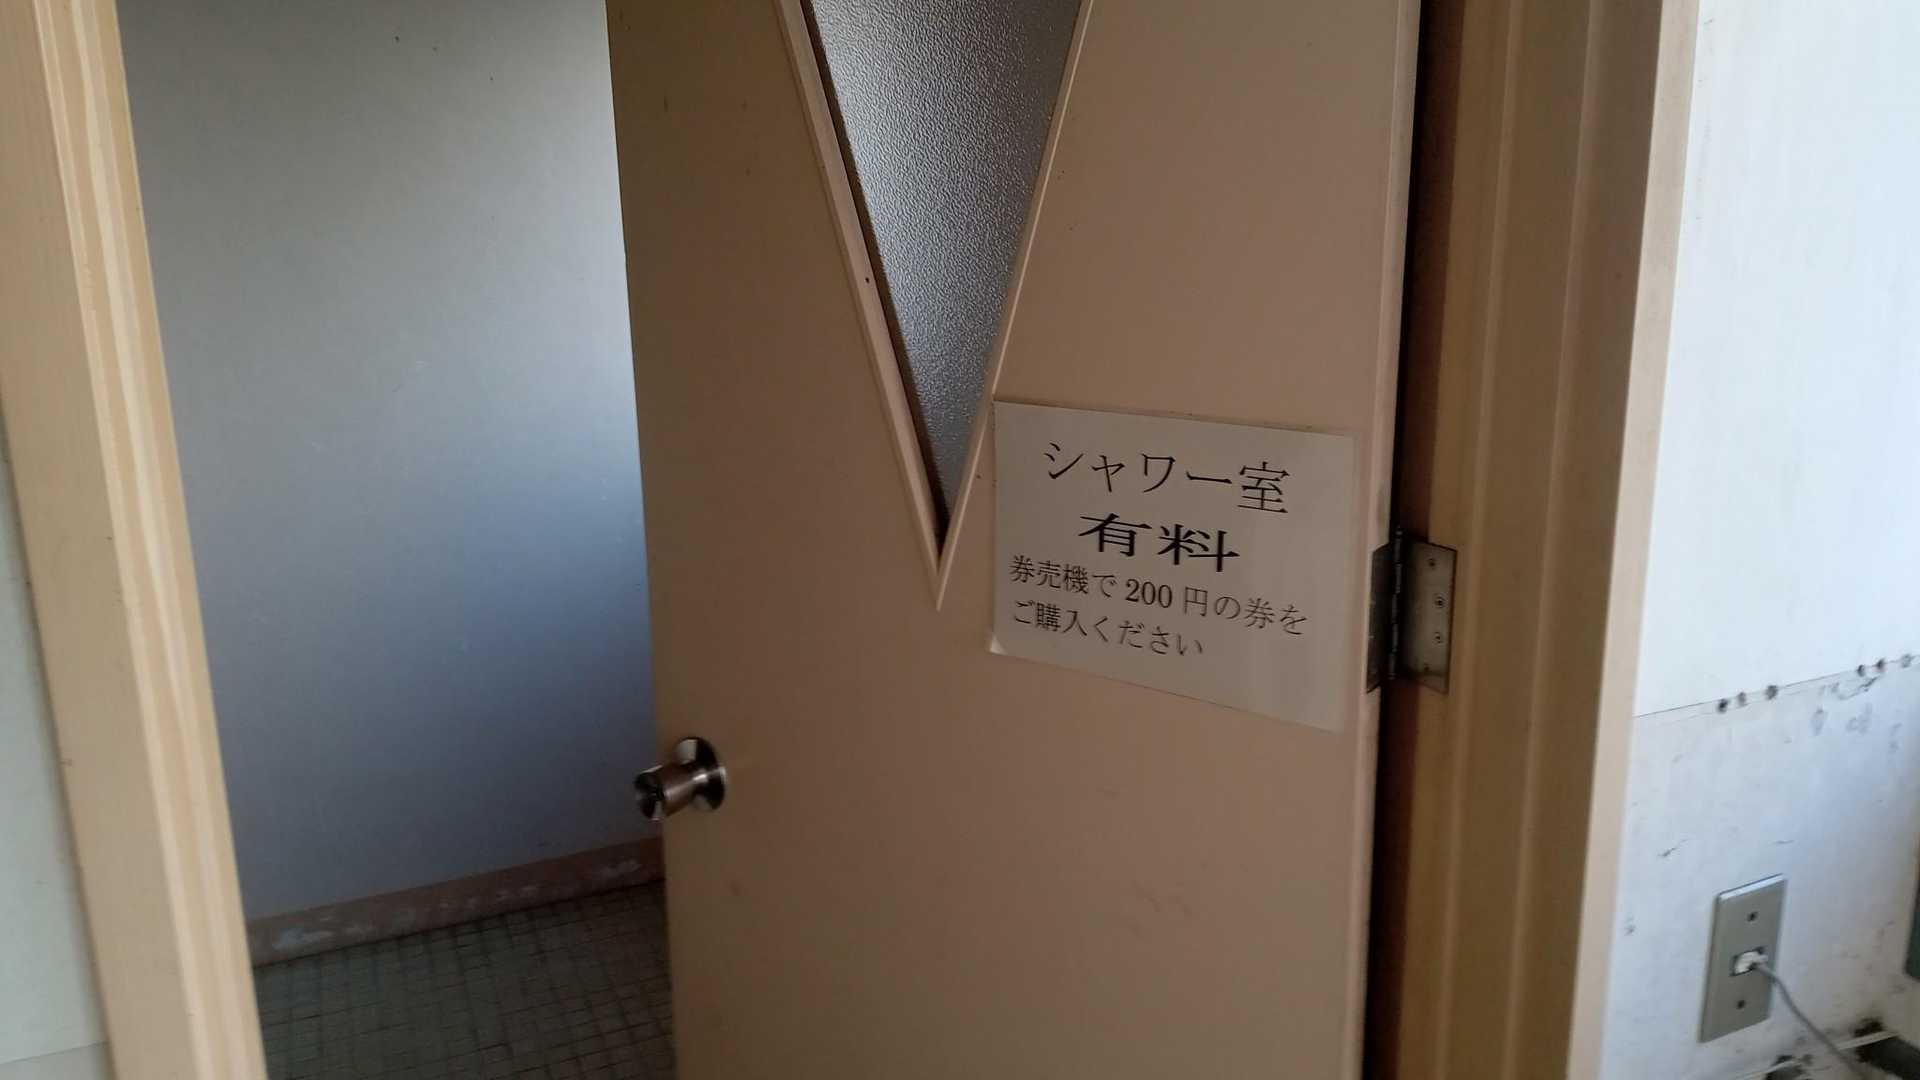 シャワー室
有料
券売機で200円の券を
ご購入ください